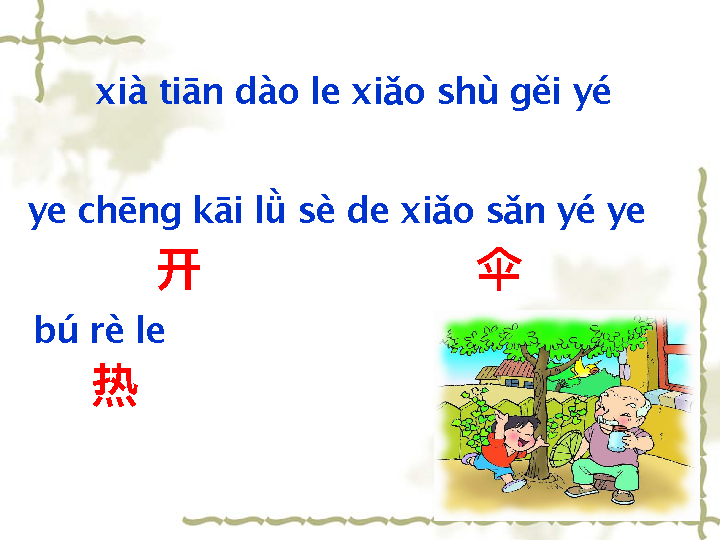 xià tiān dào le xiǎo shù gěi yé
ye chēng kāi lǜ sè de xiǎo sǎn yé ye
开 伞
bú rè le
热